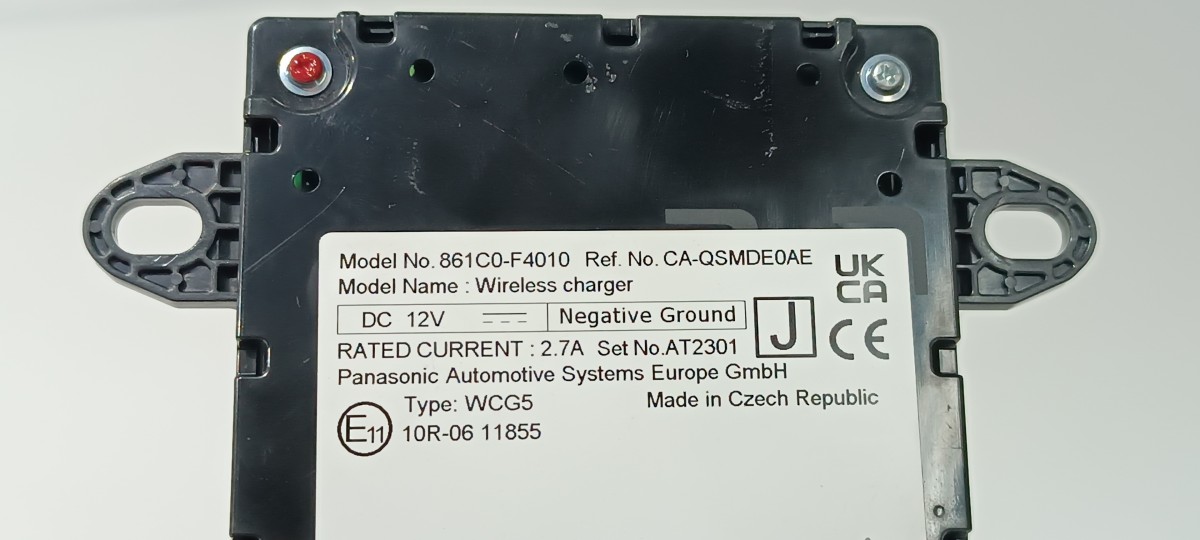 Model No. 861C0-F4010 Ref. No. CA-QSMDE0AE
Model Name : Wireless charger
UK
CA
DC 12V Negative Ground
J
CE
RATED CURRENT : 2.7A Set No.AT2301
Panasonic Automotive Systems Europe GmbH
Type: WCG5 Made in Czech Republic
E11 10R-06 11855